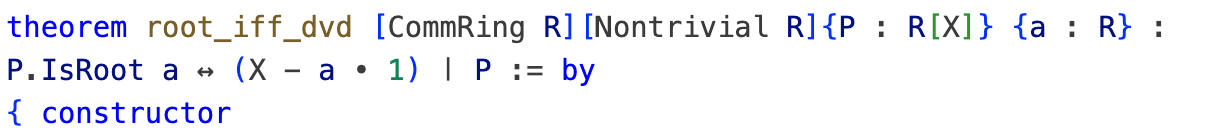 theorem root_iff_dvd [CommRing R][Nontrivial R]{P : R[X]} {a : R} :
P.IsRoot a ↔ (X − a • 1) ∣ P := by
{ constructor